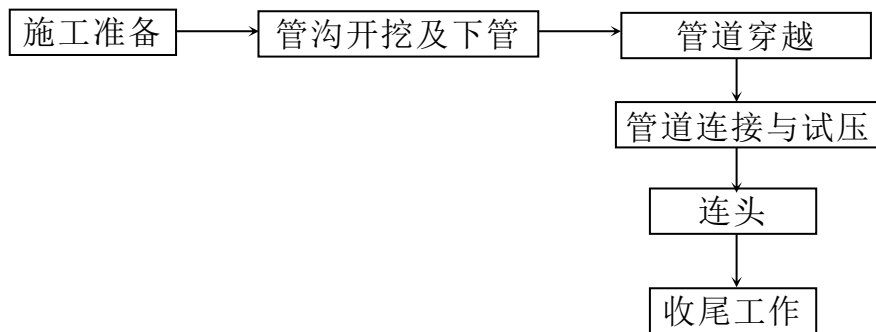 施工准备
管沟开挖及下管
管道穿越
管道连接与试压
连头
收尾工作